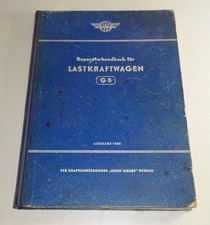 Reparaturhandbuch für
LASTKRAFTWAGEN
G5
AUSGABE
VEB KRAFTFAHRZEUGWERK "ERNST GRUBE" WERDAU